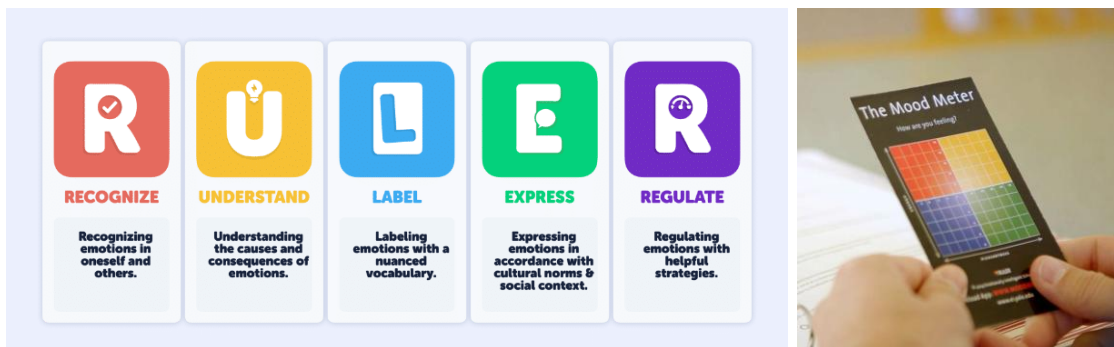 R U L E R
RECOGNIZE
Recognizing
emotions in
oneself and
others.
UNDERSTAND
Understanding
the causes and
consequences of
emotions.
LABEL
Labeling
emotions with a
nuanced
vocabulary.
EXPRESS
Expressing
emotions in
accordance with
cultural norms &
social context.
REGULATE
Regulating
emotions with
helpful
strategies.
The Mood Meter
How are you feeling?